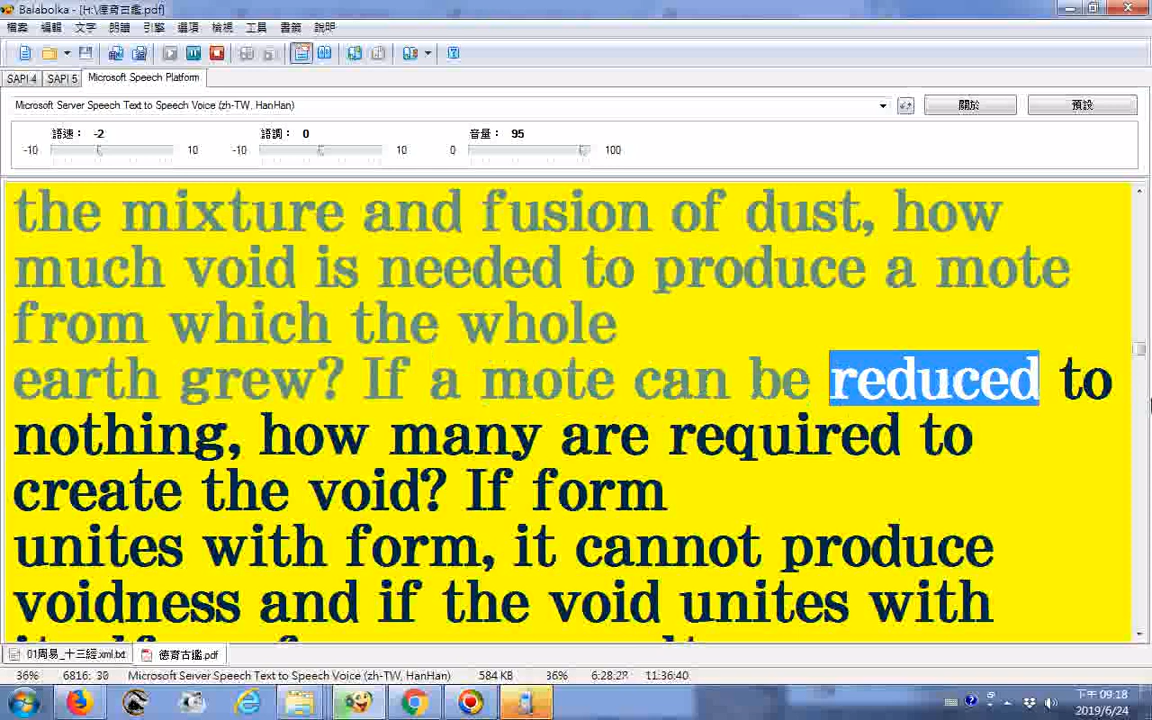 Balabolka - [H:\德育古鑑.pdf]
檔案 編輯 文字 朗讀 引擎 選項 檢視 工具 書籤 說明
SAPI 4 SAPI 5 Microsoft Speech Platform
Microsoft Server Speech Text to Speech Voice (zh-TW, HanHan) 關於 預設
語速： -2 語調： 0 音量： 95
-10 10 -10 10 0 100
the mixture and fusion of dust, how
much void is needed to produce a mote
from which the whole
earth grew? If a mote can be reduced to
nothing, how many are required to
create the void? If form
unites with form, it cannot produce
voidness and if the void unites with
01周易_十三經.xml.txt 德育古鑑.pdf
36% 6816: 30 Microsoft Server Speech Text to Speech Voice (zh-TW, HanHan) 584 KB 36% 6:28:28 11:36:40
下午 09:18
2019/6/24